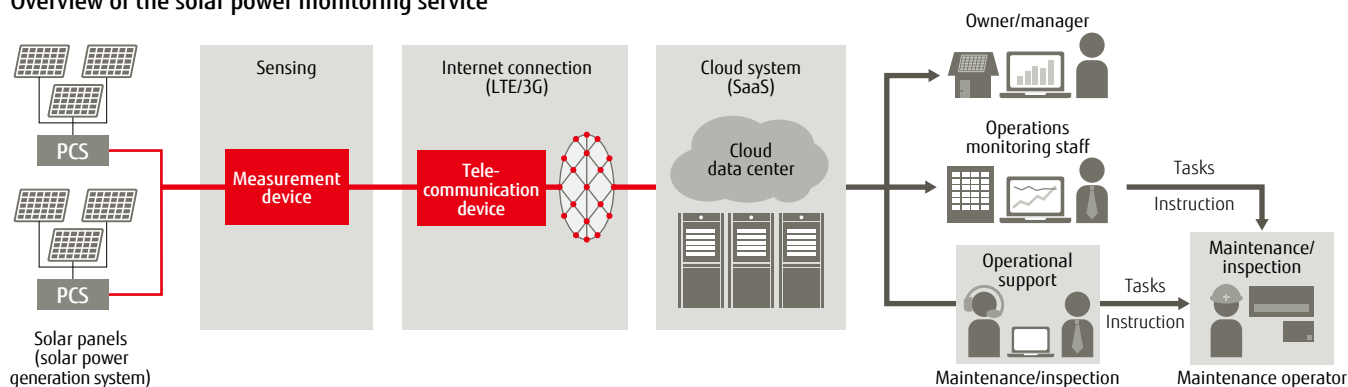 Overview of the solar power monitoring service
PCS
PCS
Solar panels
(solar power
generation system)
Sensing
Measurement
device
Internet connection
(LTE/3G)
Tele-
communication
device
Cloud system
(SaaS)
Cloud
data center
Owner/manager
Operations
monitoring staff
Tasks
Instruction
Operational
support
Tasks
Instruction
Maintenance/inspection
Maintenance/
inspection
Maintenance operator